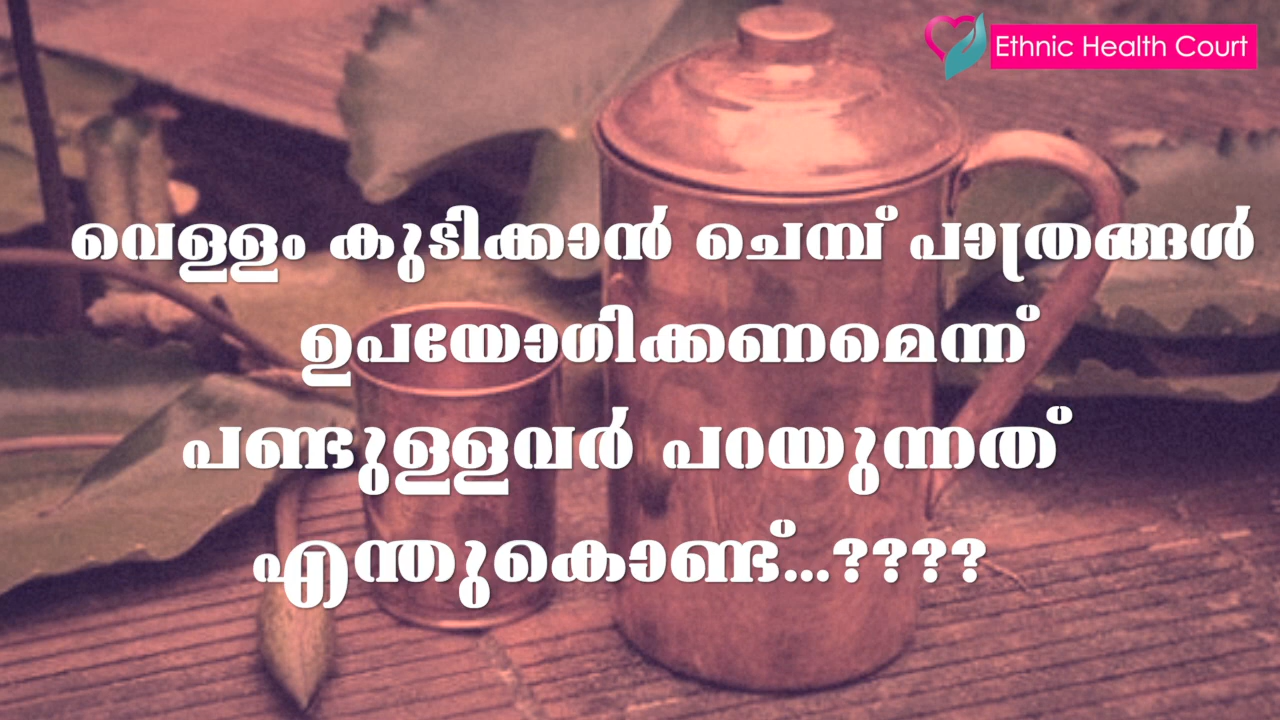 Ethnic Health Court
വെള്ളം കുടിക്കാൻ ചെമ്പ് പാത്രങ്ങൾ
ഉപയോഗിക്കണമെന്ന്
പണ്ടുള്ളവർ പറയുന്നത്
എന്തുകൊണ്ട്...????